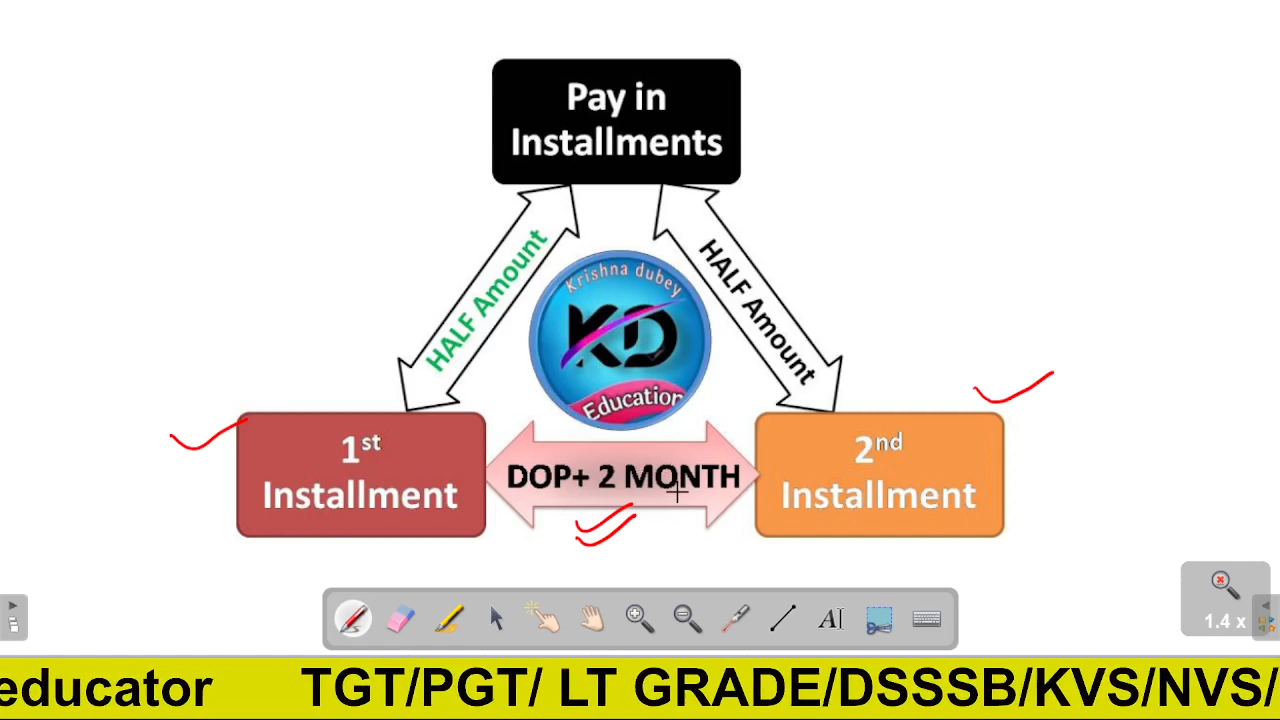 Pay in
Installments
HALF Amount
HALF Amount
Krishna dubey
KD
Education
1st
Installment
DOP+ 2 MONTH
2nd
Installment
AI
1.4 x
educator TGT/PGT/ LT GRADE/DSSSB/KVS/NVS/